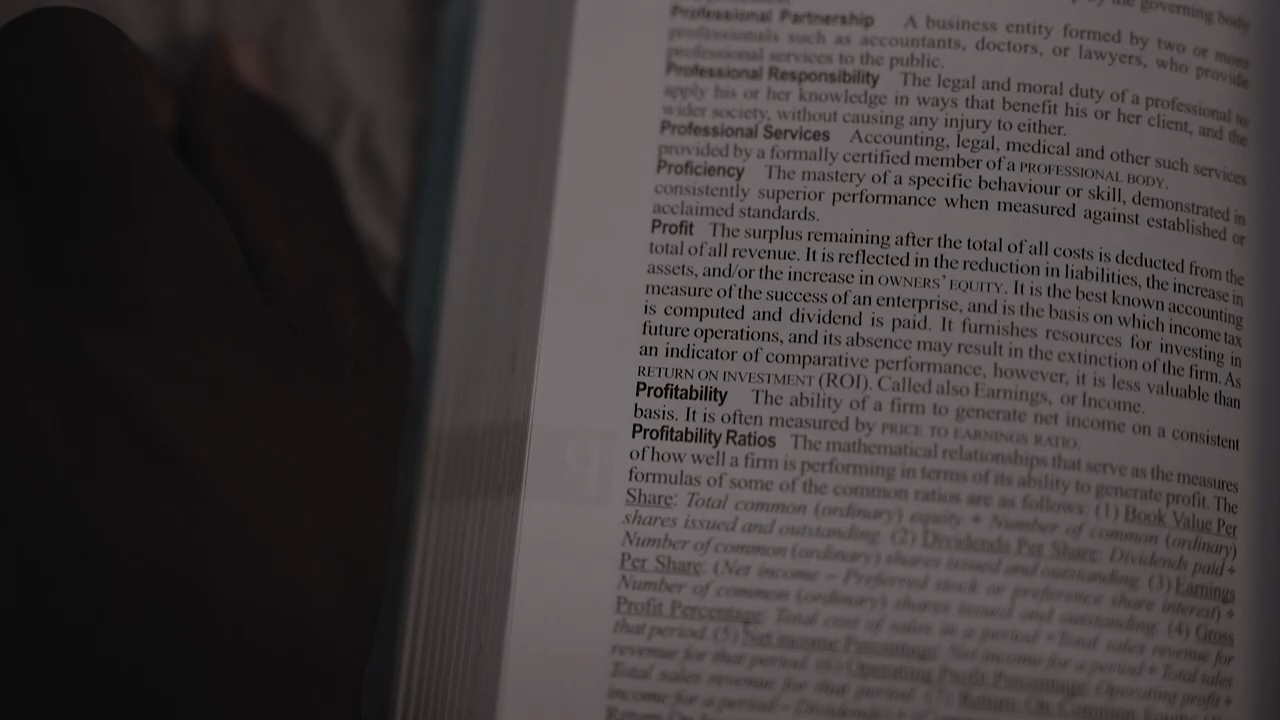 by the governing body
Professional Partnership A business entity formed by two or more
professionals such as accountants, doctors, or lawyers, who provide
professional services to the public.
Professional Responsibility The legal and moral duty of a professional to
apply his or her knowledge in ways that benefit his or her client, and the
wider society, without causing any injury to either.
Professional Services Accounting, legal, medical and other such services
provided by a formally certified member of a PROFESSIONAL BODY.
Proficiency The mastery of a specific behaviour or skill, demonstrated in
consistently superior performance when measured against established or
acclaimed standards.
Profit The surplus remaining after the total of all costs is deducted from the
total of all revenue. It is reflected in the reduction in liabilities, the increase in
assets, and/or the increase in OWNERS' EQUITY. It is the best known accounting
measure of the success of an enterprise, and is the basis on which income tax
is computed and dividend is paid. It furnishes resources for investing in
future operations, and its absence may result in the extinction of the firm. As
an indicator of comparative performance, however, it is less valuable than
RETURN ON INVESTMENT (ROI). Called also Earnings, or Income.
Profitability The ability of a firm to generate net income on a consistent
basis. It is often measured by PRICE TO EARNINGS RATIO.
Profitability Ratios The mathematical relationships that serve as the measures
of how well a firm is performing in terms of its ability to generate profit. The
formulas of some of the common ratios are as follows: (1) Book Value Per
Share: Total common (ordinary) equity ÷ Number of common (ordinary)
shares issued and outstanding. (2) Dividends Per Share: Dividends paid ÷
Number of common (ordinary) shares issued and outstanding. (3) Earnings
Per Share: (Net income − Preferred stock or preference share interest) ÷
Number of common (ordinary) shares issued and outstanding. (4) Gross
Profit Percentage: Total cost of sales in a period ÷ Total sales revenue for
that period. (5) Net income Percentage: Net income for a period ÷ Total sales
revenue for that period. (6) Operating Profit Percentage: Operating profit ÷
Total sales revenue for that period. (7) Return On Common
income for a period − Dividends